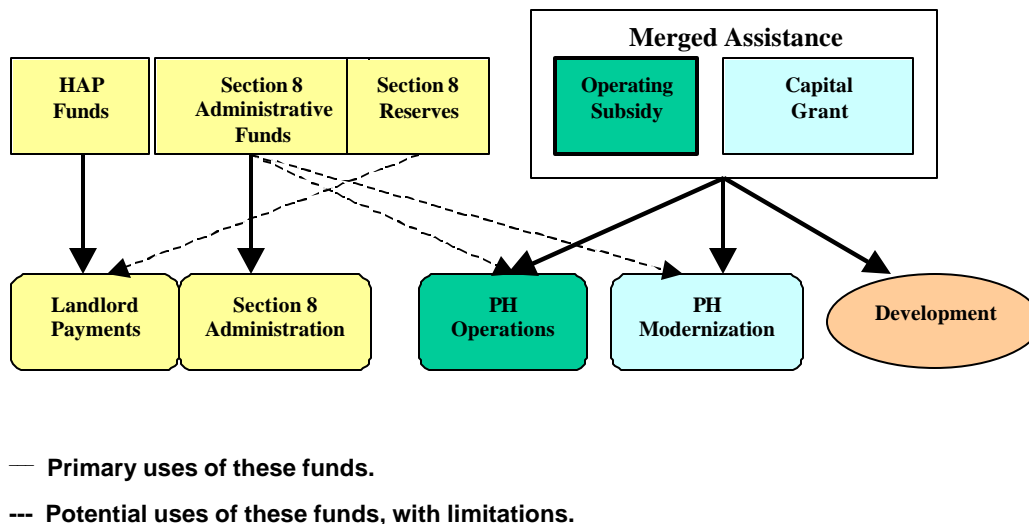 Merged Assistance
HAP
Funds
Section 8
Administrative
Funds
Section 8
Reserves
Operating
Subsidy
Capital
Grant
Landlord
Payments
Section 8
Administration
PH
Operations
PH
Modernization
Development
— Primary uses of these funds.
--- Potential uses of these funds, with limitations.